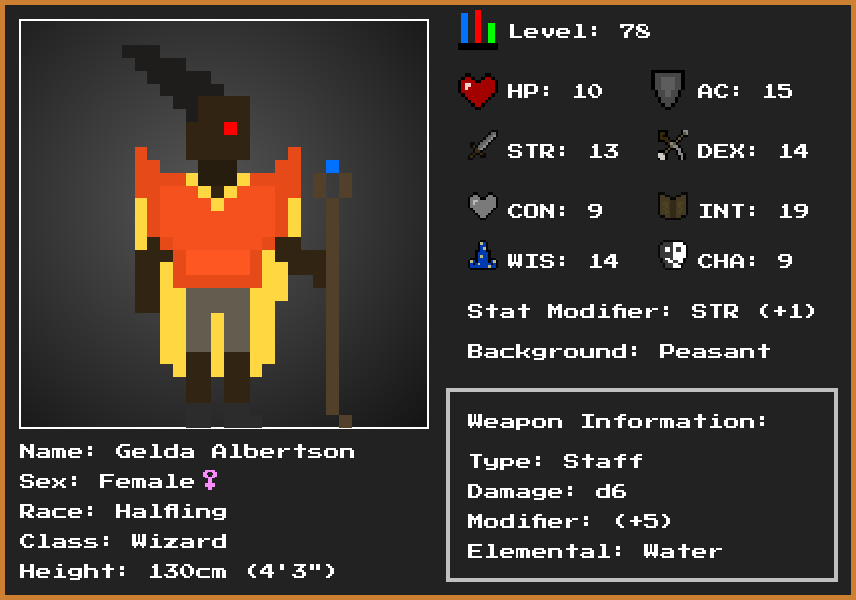 Level: 78
HP: 10
AC: 15
STR: 13
DEX: 14
CON: 9
INT: 19
WIS: 14
CHA: 9
Stat Modifier: STR (+1)
Background: Peasant
Weapon Information:
Type: Staff
Damage: d6
Modifier: (+5)
Elemental: Water
Name: Gelda Albertson
Sex: Female♀
Race: Halfling
Class: Wizard
Height: 130cm (4'3")